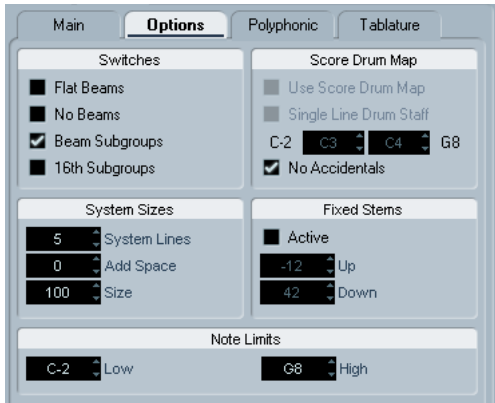 Main Options Polyphonic Tablature
Switches
Flat Beams
No Beams
Beam Subgroups
16th Subgroups
Score Drum Map
Use Score Drum Map
Single Line Drum Staff
C-2 C3 C4 G8
No Accidentals
System Sizes
5 System Lines
0 Add Space
100 Size
Fixed Stems
Active
-12 Up
42 Down
Note Limits
C-2 Low G8 High